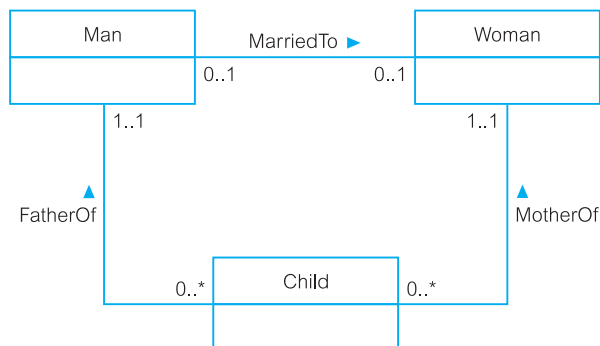 Man
MarriedTo ►
Woman
0..1
0..1
1..1
1..1
▲
▲
FatherOf
MotherOf
0..*
Child
0..*